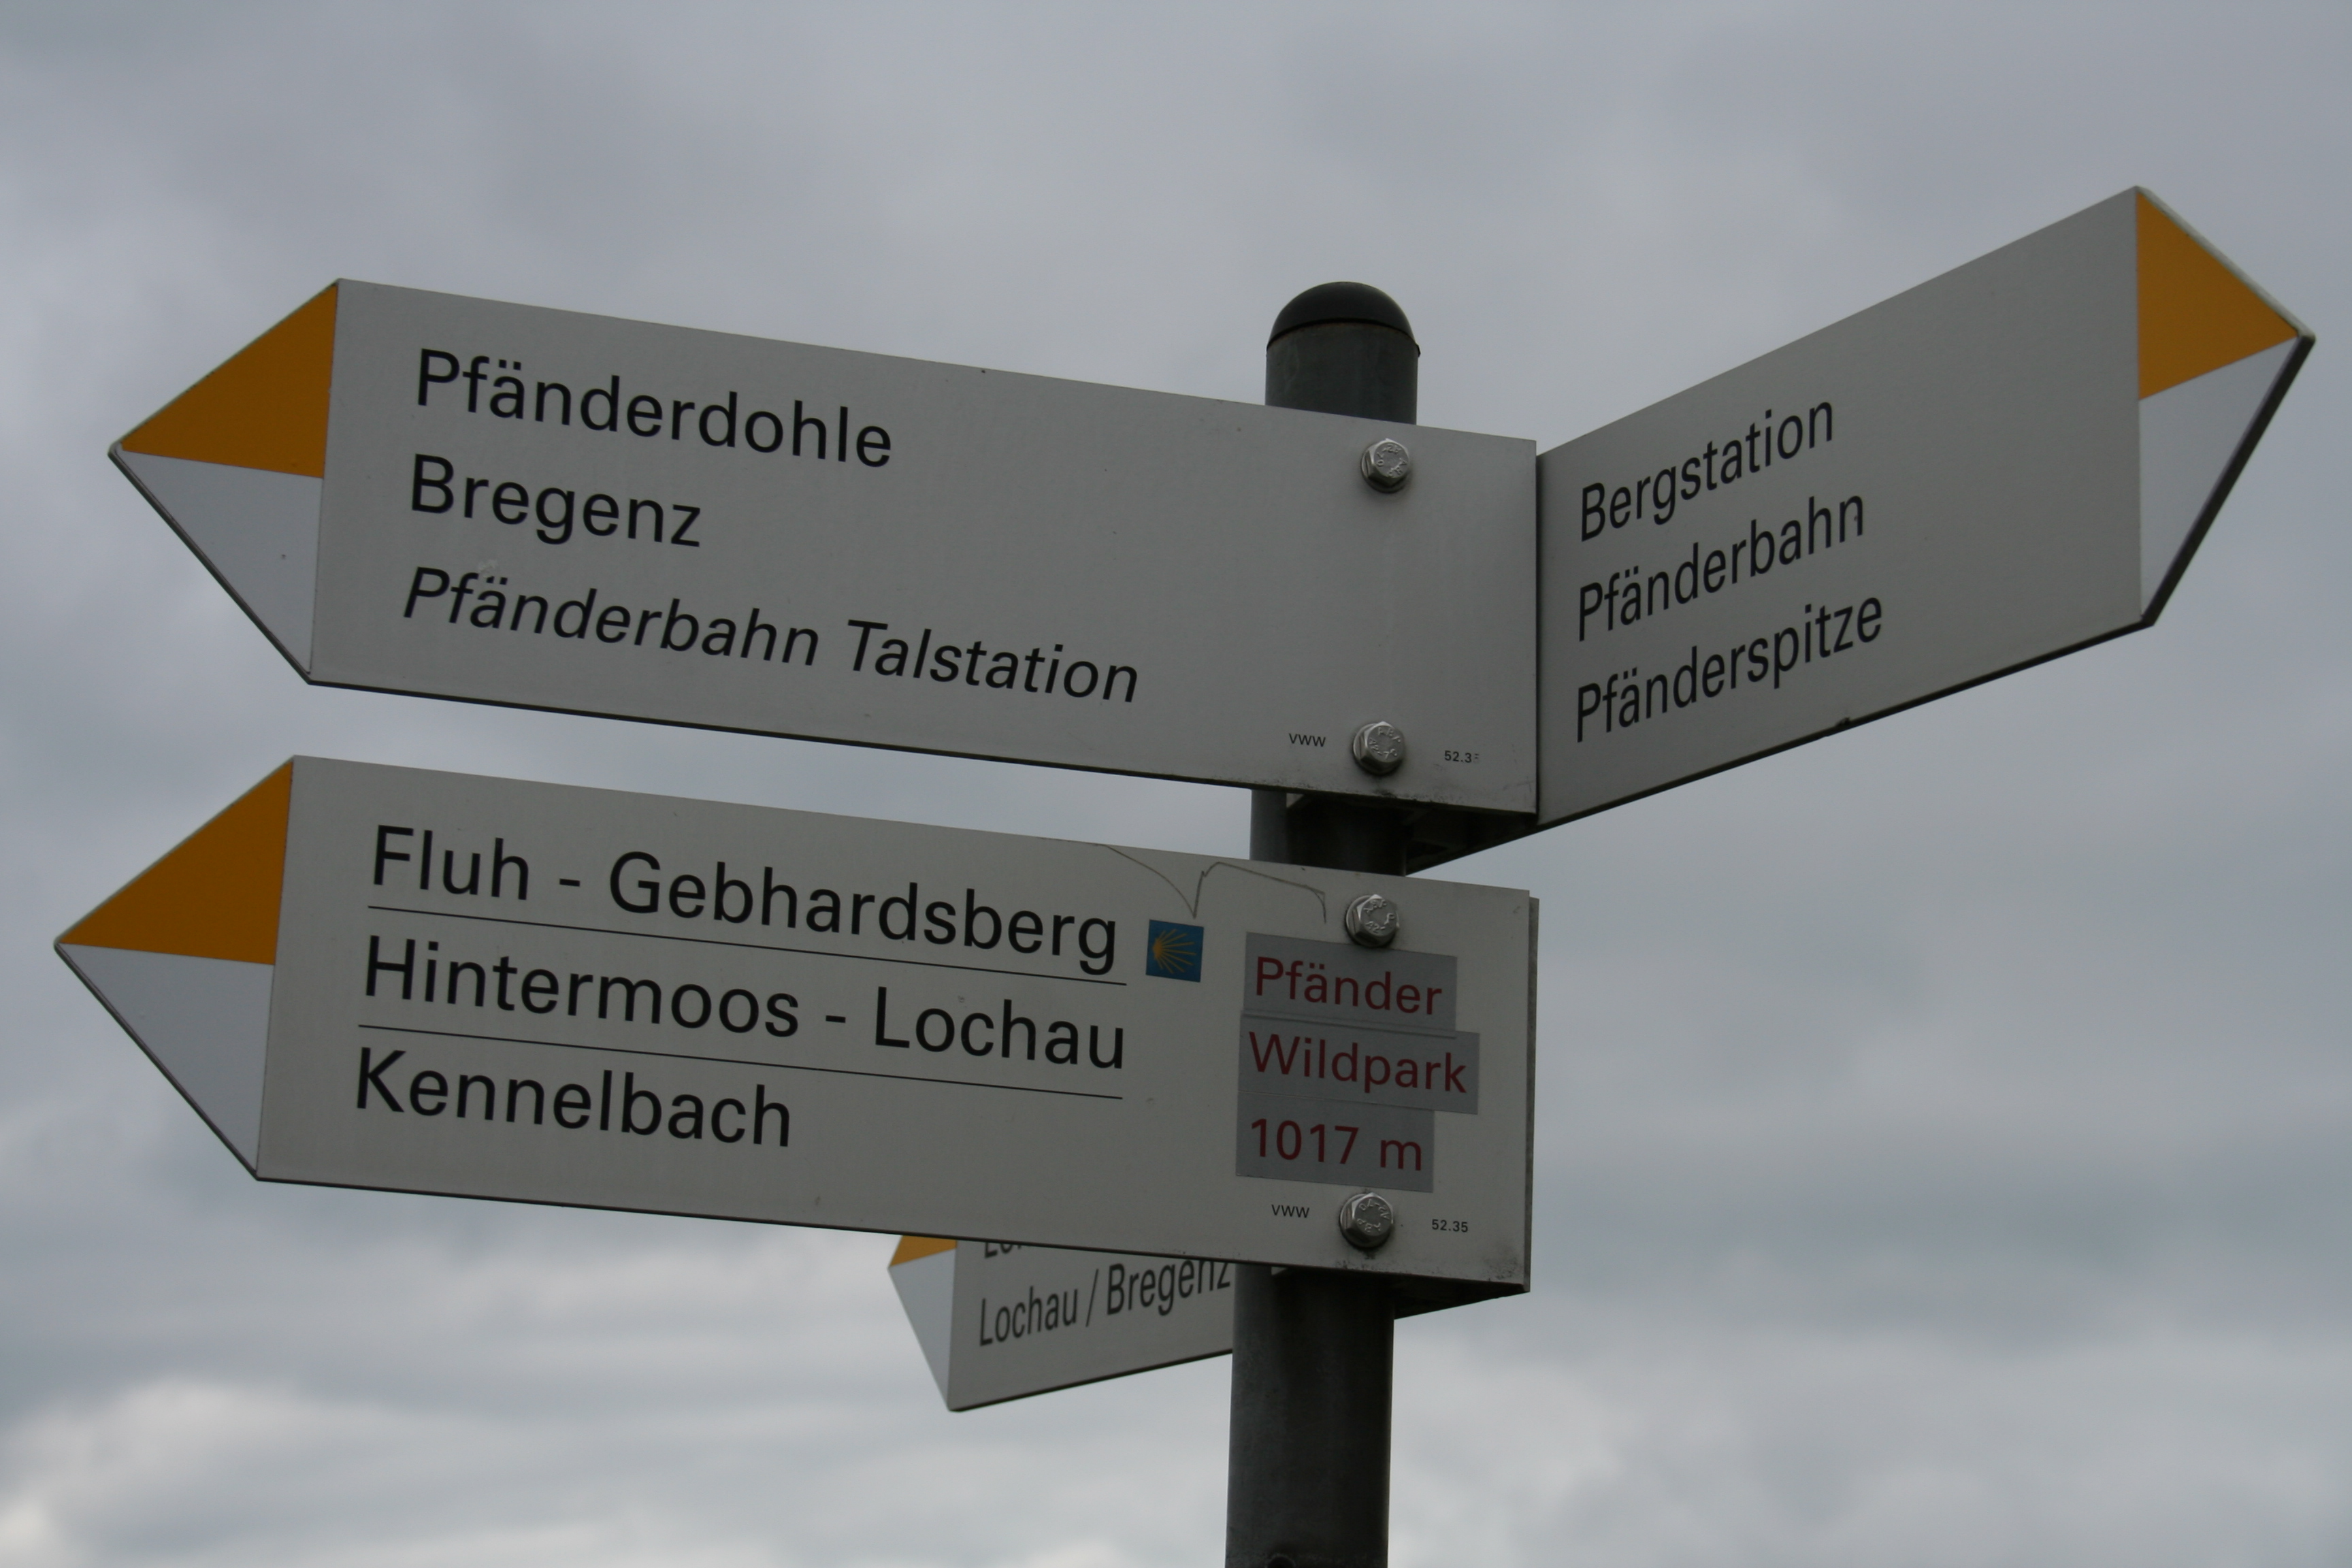 Pfänderdohle
Bregenz
Pfänderbahn Talstation
VWW
Bergstation
Pfänderbahn
Pfänderspitze
Fluh - Gebhardsberg
Hintermoos - Lochau
Kennelbach
Pfänder
Wildpark
1017 m
VWW 52.35
Lochau / Bregenz